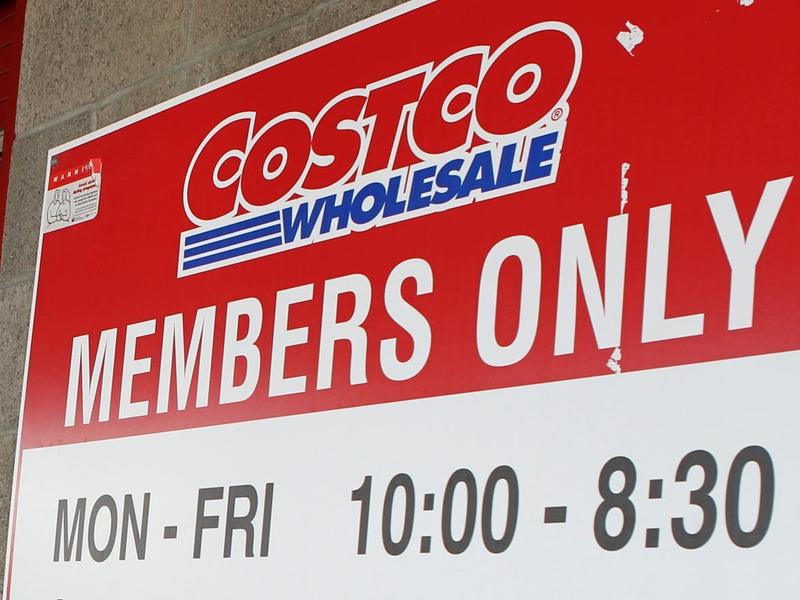 COSTCO
WHOLESALE
MEMBERS ONLY
MON - FRI 10:00 - 8:30
WARNING